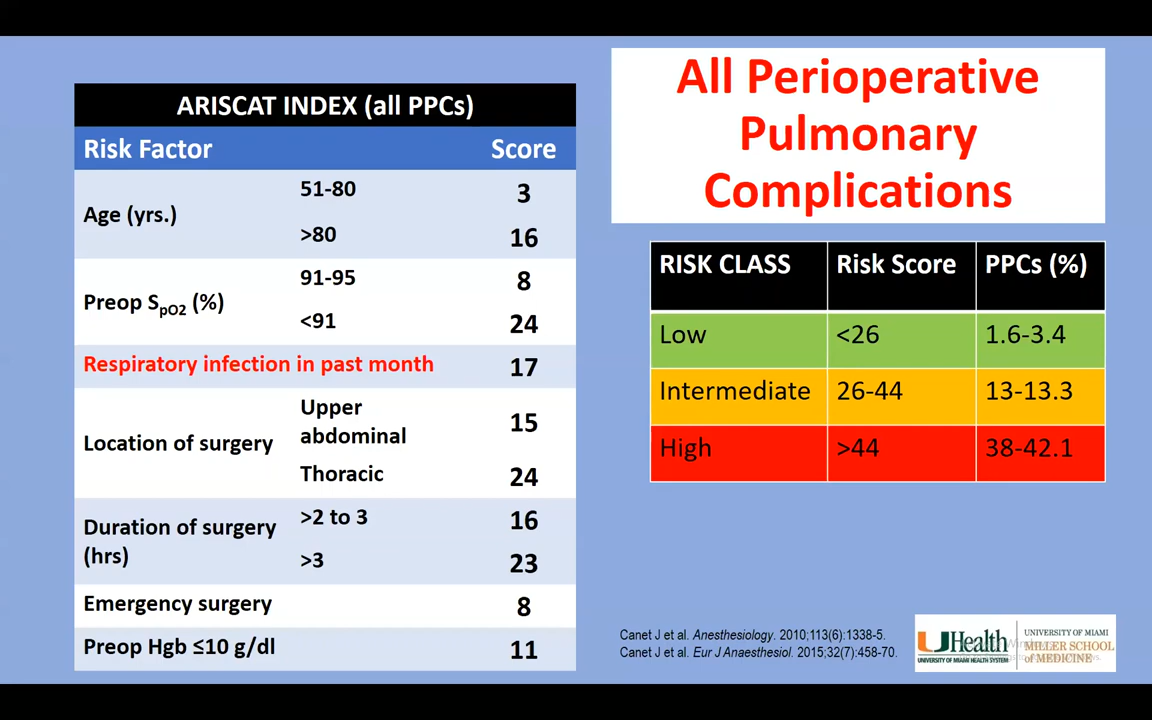 ARISCAT INDEX (all PPCs)
Risk Factor Score
Age (yrs.) 51-80 3
>80 16
Preop SpO2 (%) 91-95 8
<91 24
Respiratory infection in past month 17
Location of surgery Upper abdominal 15
Thoracic 24
Duration of surgery (hrs) >2 to 3 16
>3 23
Emergency surgery 8
Preop Hgb ≤10 g/dl 11
All Perioperative
Pulmonary
Complications
RISK CLASS Risk Score PPCs (%)
Low <26 1.6-3.4
Intermediate 26-44 13-13.3
High >44 38-42.1
Canet J et al. Anesthesiology. 2010;113(6):1338-5.
Canet J et al. Eur J Anaesthesiol. 2015;32(7):458-70.
UHealth
UNIVERSITY OF MIAMI HEALTH SYSTEM
UNIVERSITY OF MIAMI
MILLER SCHOOL
of MEDICINE